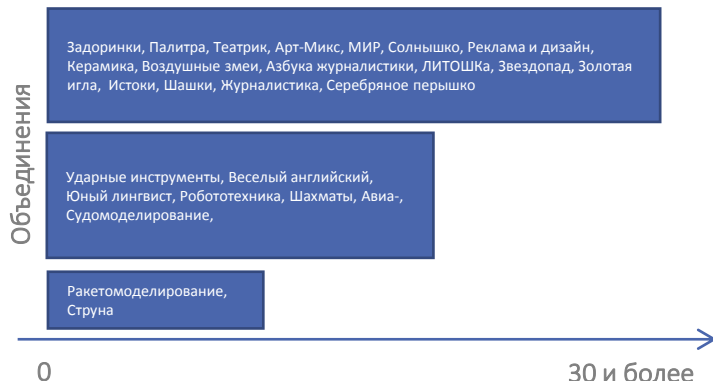 Объединения
Задоринки, Палитра, Театрик, Арт-Микс, МИР, Солнышко, Реклама и дизайн,
Керамика, Воздушные змеи, Азбука журналистики, ЛИТОШКа, Звездопад, Золотая
игла, Истоки, Шашки, Журналистика, Серебряное перышко
Ударные инструменты, Веселый английский,
Юный лингвист, Робототехника, Шахматы, Авиа-,
Судомоделирование,
Ракетомоделирование,
Струна
0
30 и более